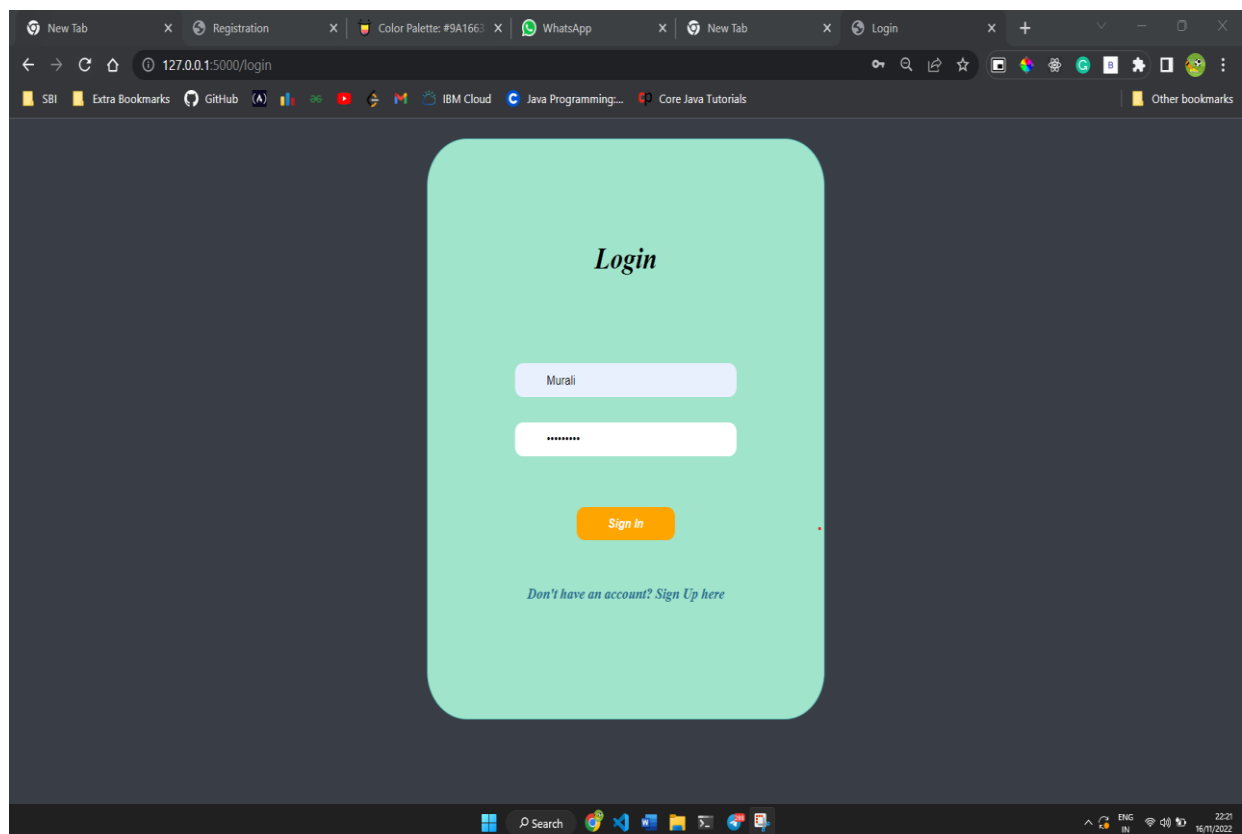 New Tab
Registration
Color Palette: #9A1663
WhatsApp
New Tab
Login
127.0.0.1:5000/login
SBI
Extra Bookmarks
GitHub
IBM Cloud
Java Programming:...
Core Java Tutorials
Other bookmarks
Login
Murali
•••••••••
Sign In
Don't have an account? Sign Up here
Search
ENG
IN
22:21
16/11/2022